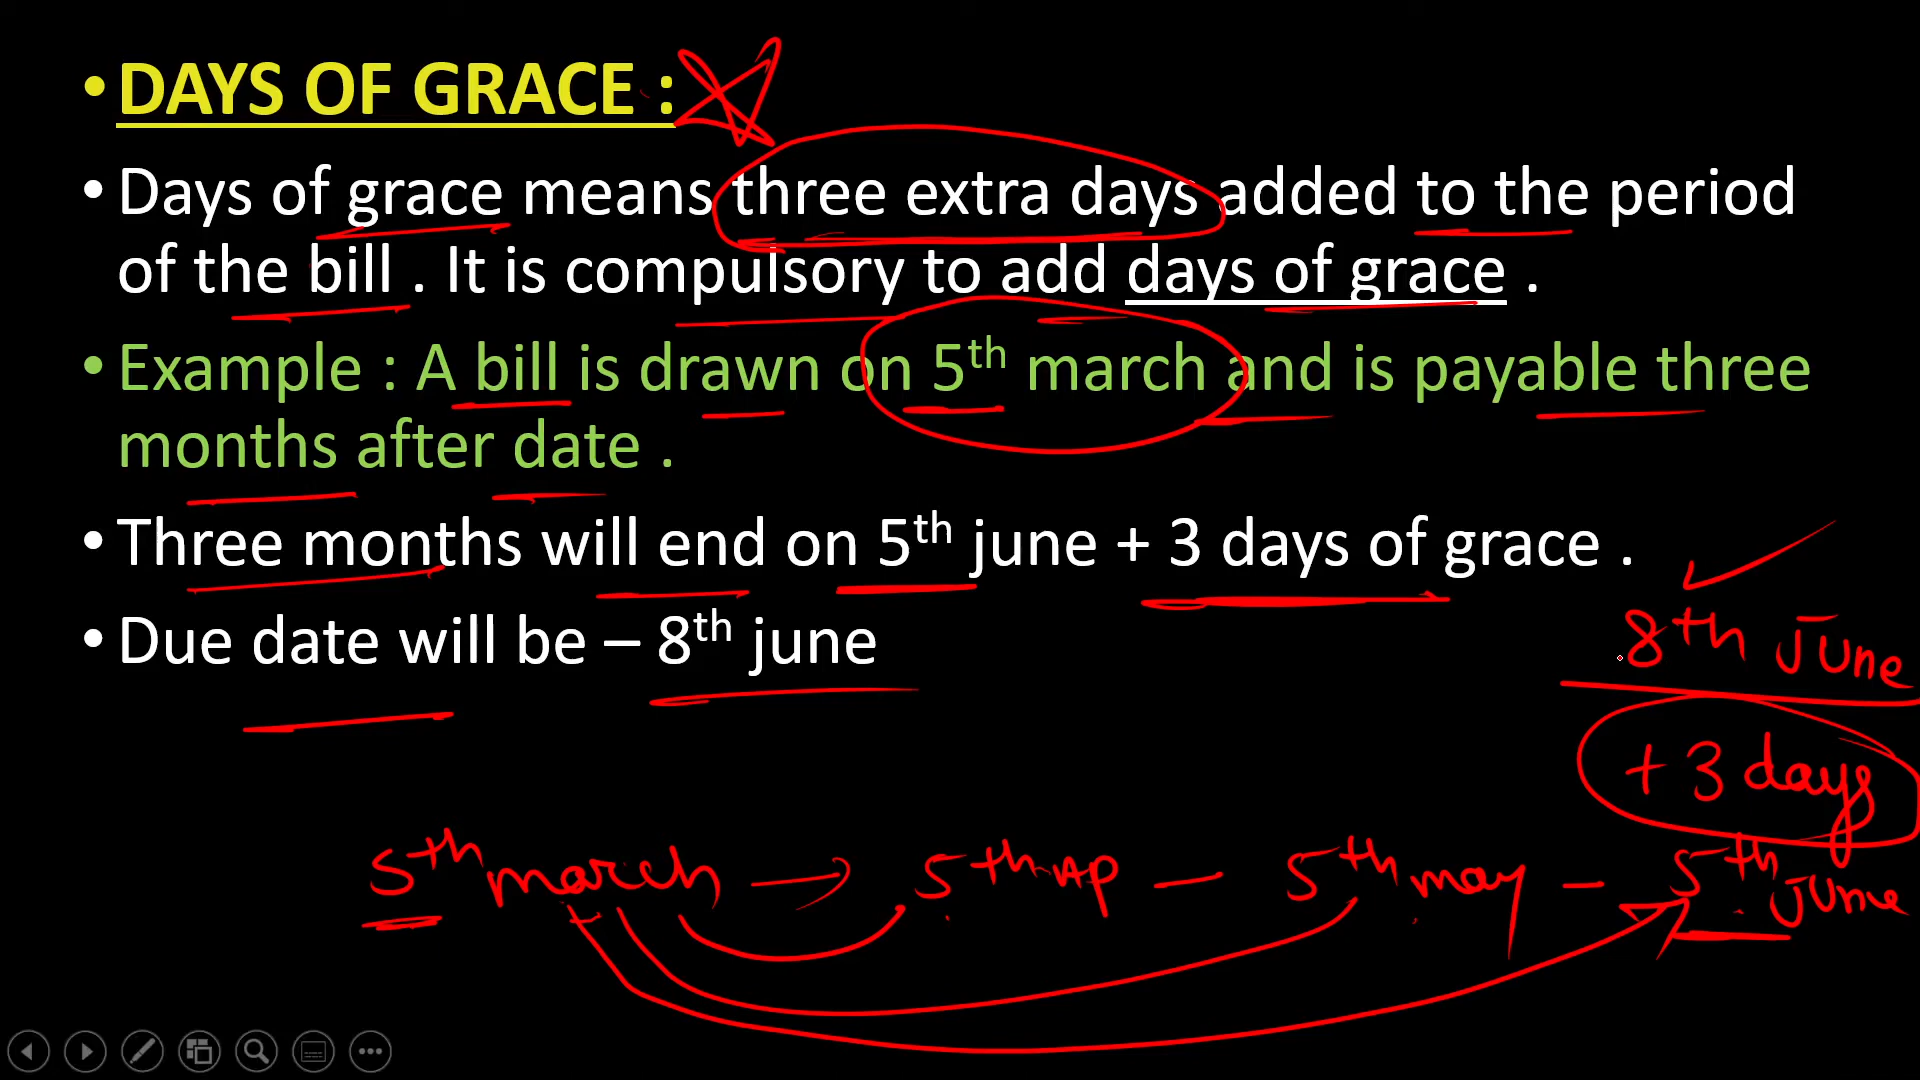 • DAYS OF GRACE :
• Days of grace means three extra days added to the period
of the bill . It is compulsory to add days of grace .
• Example : A bill is drawn on 5th march and is payable three
months after date .
• Three months will end on 5th june + 3 days of grace .
• Due date will be – 8th june
8th June
+ 3 days
5th march → 5th Ap — 5th may — 5th June